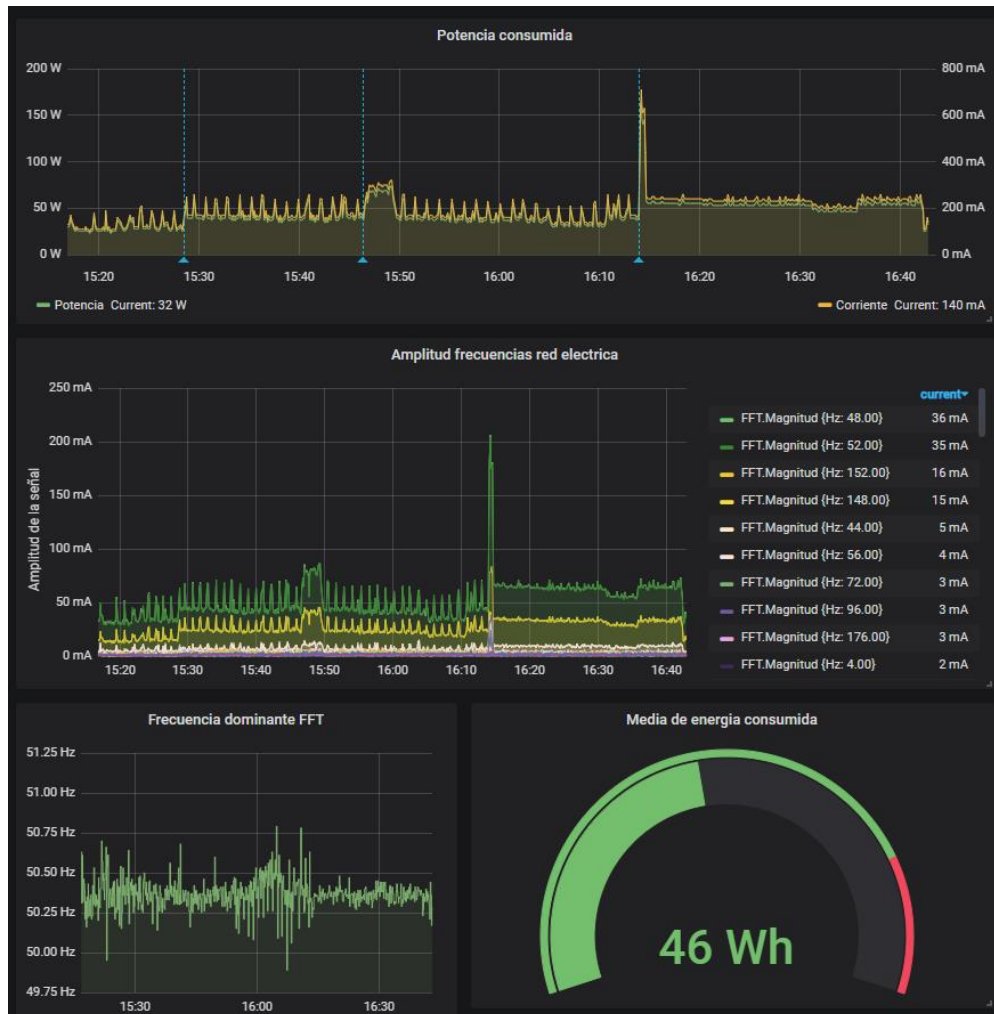 Potencia consumida
200 W
800 mA
150 W
600 mA
100 W
400 mA
50 W
200 mA
0 W
0 mA
15:20 15:30 15:40 15:50 16:00 16:10 16:20 16:30 16:40
Potencia Current: 32 W
Corriente Current: 140 mA
Amplitud frecuencias red electrica
Amplitud de la señal
250 mA
200 mA
150 mA
100 mA
50 mA
0 mA
15:20 15:30 15:40 15:50 16:00 16:10 16:20 16:30 16:40
current
FFT.Magnitud {Hz: 48.00} 36 mA
FFT.Magnitud {Hz: 52.00} 35 mA
FFT.Magnitud {Hz: 152.00} 16 mA
FFT.Magnitud {Hz: 148.00} 15 mA
FFT.Magnitud {Hz: 44.00} 5 mA
FFT.Magnitud {Hz: 56.00} 4 mA
FFT.Magnitud {Hz: 72.00} 3 mA
FFT.Magnitud {Hz: 96.00} 3 mA
FFT.Magnitud {Hz: 176.00} 3 mA
FFT.Magnitud {Hz: 4.00} 2 mA
Frecuencia dominante FFT
51.25 Hz
51.00 Hz
50.75 Hz
50.50 Hz
50.25 Hz
50.00 Hz
49.75 Hz
15:30 16:00 16:30
Media de energia consumida
46 Wh